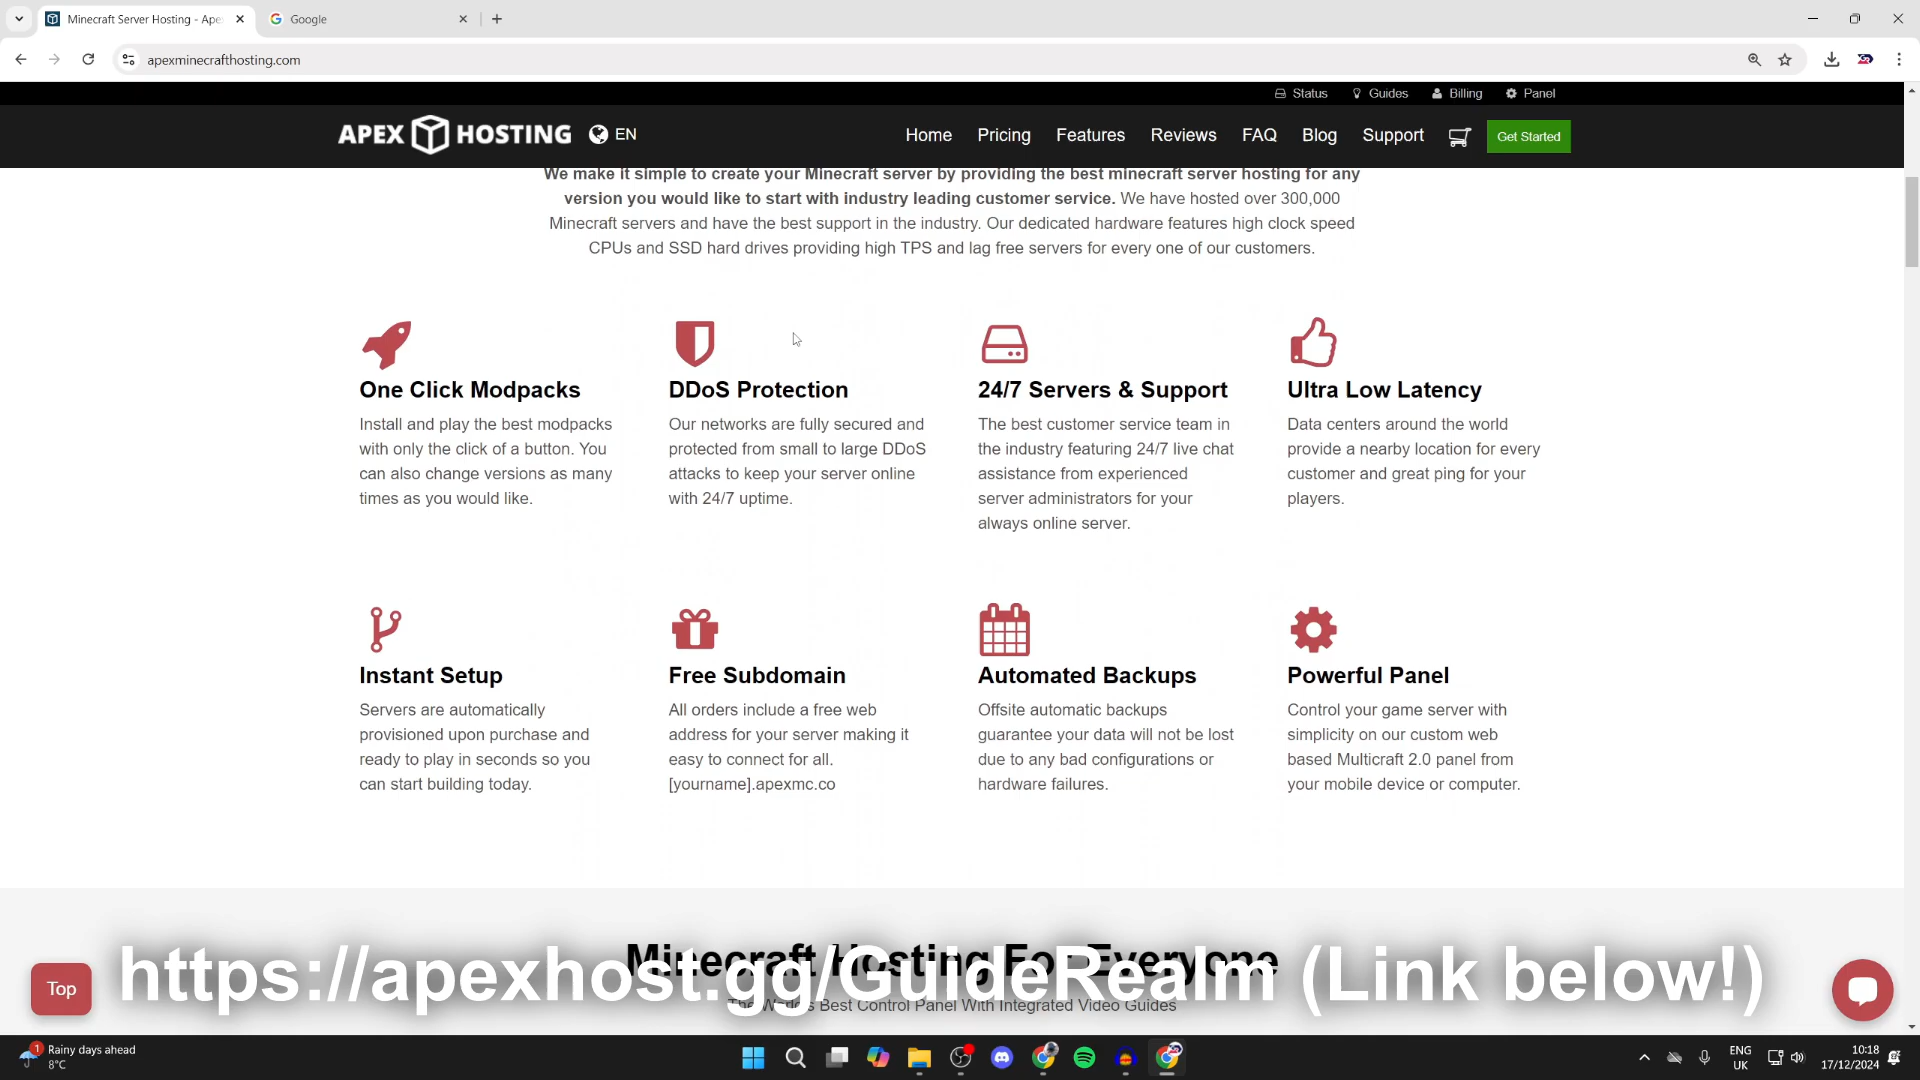 Minecraft Server Hosting - Ape
Google
apexminecrafthosting.com
Status
Guides
Billing
Panel
APEX HOSTING
EN
Home
Pricing
Features
Reviews
FAQ
Blog
Support
Get Started
We make it simple to create your Minecraft server by providing the best minecraft server hosting for any
version you would like to start with industry leading customer service. We have hosted over 300,000
Minecraft servers and have the best support in the industry. Our dedicated hardware features high clock speed
CPUs and SSD hard drives providing high TPS and lag free servers for every one of our customers.
One Click Modpacks
Install and play the best modpacks
with only the click of a button. You
can also change versions as many
times as you would like.
DDoS Protection
Our networks are fully secured and
protected from small to large DDoS
attacks to keep your server online
with 24/7 uptime.
24/7 Servers & Support
The best customer service team in
the industry featuring 24/7 live chat
assistance from experienced
server administrators for your
always online server.
Ultra Low Latency
Data centers around the world
provide a nearby location for every
customer and great ping for your
players.
Instant Setup
Servers are automatically
provisioned upon purchase and
ready to play in seconds so you
can start building today.
Free Subdomain
All orders include a free web
address for your server making it
easy to connect for all.
[yourname].apexmc.co
Automated Backups
Offsite automatic backups
guarantee your data will not be lost
due to any bad configurations or
hardware failures.
Powerful Panel
Control your game server with
simplicity on our custom web
based Multicraft 2.0 panel from
your mobile device or computer.
Minecraft Hosting For Everyone
https://apexhost.gg/GuideRealm (Link below!)
The World's Best Control Panel With Integrated Video Guides
Top
1
Rainy days ahead
8°C
ENG
UK
10:18
17/12/2024